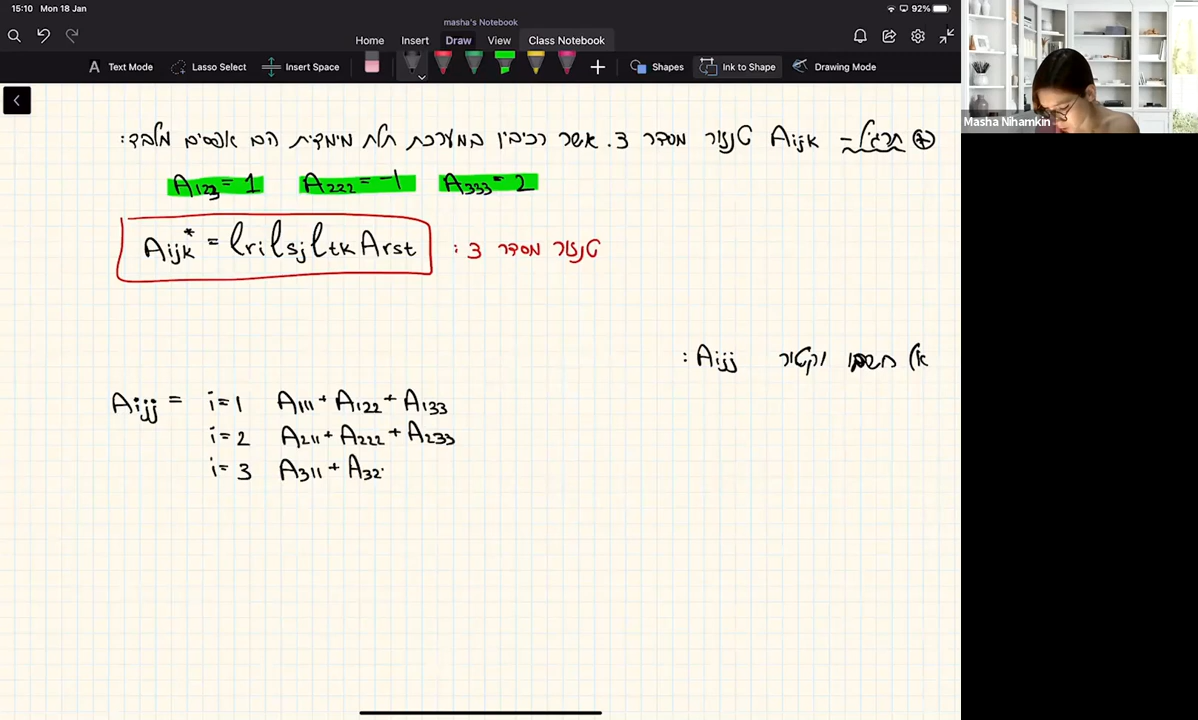 15:10 Mon 18 Jan
92%
masha's Notebook
Home Insert Draw View Class Notebook
Text Mode Lasso Select Insert Space Shapes Ink to Shape Drawing Mode
Masha Nihamkin
תרגיל - Aijk טנזור מסדר 3. אשר רכיביו במערכת תלת מימדית הם אפסים מלבד:
A123 = 1 A222 = -1 A333 = 2
טנזור מסדר 3:
Aijk* = lri lsj ltk Arst
א) חשבו וקטור Aijj:
Aijj = i=1 A111 + A122 + A133
i=2 A211 + A222 + A233
i=3 A311 + A32